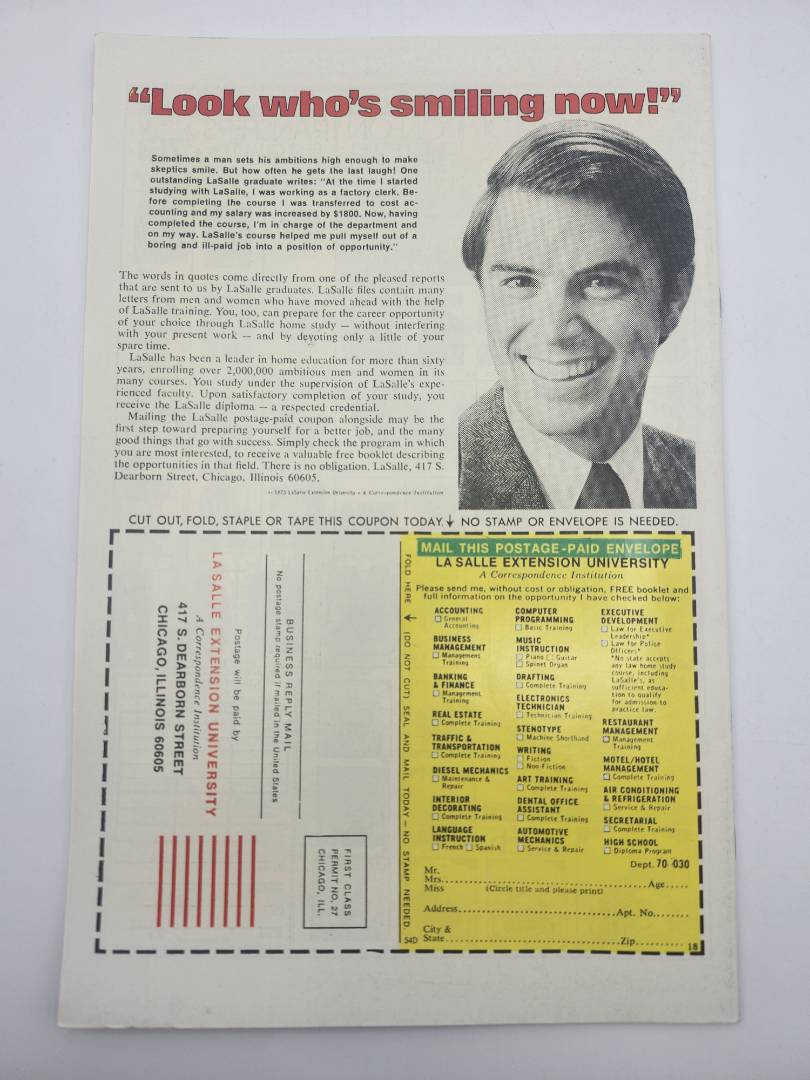 “Look who’s smiling now!”
Sometimes a man sets his ambitions high enough to make
skeptics smile. But how often he gets the last laugh! One
outstanding LaSalle graduate writes: “At the time I started
studying with LaSalle, I was working as a factory clerk. Be-
fore completing the course I was transferred to cost ac-
counting and my salary was increased by $1800. Now, having
completed the course, I’m in charge of the department and
on my way. LaSalle’s course helped me pull myself out of a
boring and ill-paid job into a position of opportunity.”
The words in quotes come directly from one of the pleased reports
that are sent to us by LaSalle graduates. LaSalle files contain many
letters from men and women who have moved ahead with the help
of LaSalle training. You, too, can prepare for the career opportunity
of your choice through LaSalle home study — without interfering
with your present work — and by devoting only a little of your
spare time.
LaSalle has been a leader in home education for more than sixty
years, enrolling over 2,000,000 ambitious men and women in its
many courses. You study under the supervision of LaSalle’s expe-
rienced faculty. Upon satisfactory completion of your study, you
receive the LaSalle diploma — a respected credential.
Mailing the LaSalle postage-paid coupon alongside may be the
first step toward preparing yourself for a better job, and the many
good things that go with success. Simply check the program in which
you are most interested, to receive a valuable free booklet describing
the opportunities in that field. There is no obligation. LaSalle, 417 S.
Dearborn Street, Chicago, Illinois 60605.
LaSalle Extension University • A Correspondence Institution
CUT OUT, FOLD, STAPLE OR TAPE THIS COUPON TODAY. ↓ NO STAMP OR ENVELOPE IS NEEDED.
FIRST CLASS
PERMIT NO. 27
CHICAGO, ILL.
BUSINESS REPLY MAIL
No postage stamp required if mailed in the United States
Postage will be paid by
LA SALLE EXTENSION UNIVERSITY
A Correspondence Institution
417 S. DEARBORN STREET
CHICAGO, ILLINOIS 60605
FOLD HERE ← (DO NOT CUT) SEAL AND MAIL TODAY — NO STAMP NEEDED.
MAIL THIS POSTAGE-PAID ENVELOPE
LA SALLE EXTENSION UNIVERSITY
A Correspondence Institution
Please send me, without cost or obligation, FREE booklet and
full information on the opportunity I have checked below:
ACCOUNTING
☐ General
Accounting
BUSINESS
MANAGEMENT
☐ Management
Training
BANKING
& FINANCE
☐ Management
Training
REAL ESTATE
☐ Complete Training
TRAFFIC &
TRANSPORTATION
☐ Complete Training
DIESEL MECHANICS
☐ Maintenance &
Repair
INTERIOR
DECORATING
☐ Complete Training
LANGUAGE
INSTRUCTION
☐ French ☐ Spanish
COMPUTER
PROGRAMMING
☐ Basic Training
MUSIC
INSTRUCTION
☐ Piano ☐ Guitar
☐ Spinet Organ
DRAFTING
☐ Complete Training
ELECTRONICS
TECHNICIAN
☐ Technician Training
STENOTYPE
☐ Machine Shorthand
WRITING
☐ Fiction
☐ Non-Fiction
ART TRAINING
☐ Complete Training
DENTAL OFFICE
ASSISTANT
☐ Complete Training
AUTOMOTIVE
MECHANICS
☐ Service & Repair
EXECUTIVE
DEVELOPMENT
☐ Law for Executive
Leadership*
☐ Law for Police
Officers*
*No state accepts
any law home study
course, including
LaSalle’s, as
sufficient educa-
tion to qualify
for admission to
practice law.
RESTAURANT
MANAGEMENT
☐ Management
Training
MOTEL/HOTEL
MANAGEMENT
☐ Complete Training
AIR CONDITIONING
& REFRIGERATION
☐ Service & Repair
SECRETARIAL
☐ Complete Training
HIGH SCHOOL
☐ Diploma Program
Dept. 70-030
Mr.
Mrs.
Miss (Circle title and please print) Age
Address Apt. No.
City &
State Zip
54D
18